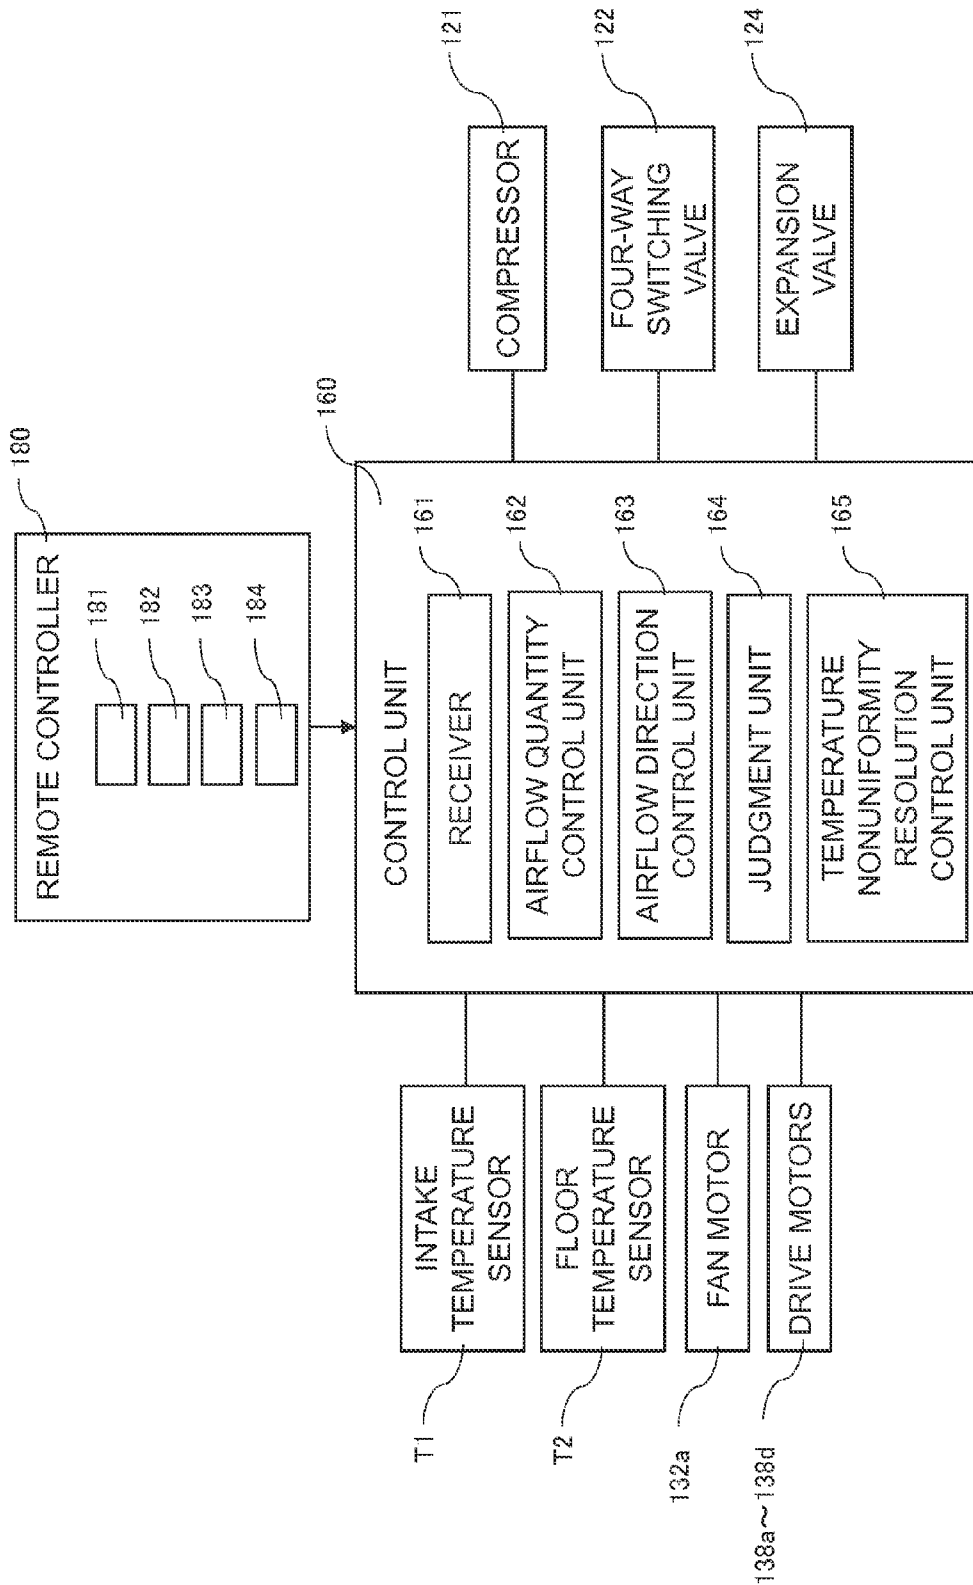 REMOTE CONTROLLER
180
181
182
183
184
160
CONTROL UNIT
RECEIVER
161
AIRFLOW QUANTITY
CONTROL UNIT
162
AIRFLOW DIRECTION
CONTROL UNIT
163
JUDGMENT UNIT
164
TEMPERATURE
NONUNIFORMITY
RESOLUTION
CONTROL UNIT
165
INTAKE
TEMPERATURE
SENSOR
T1
FLOOR
TEMPERATURE
SENSOR
T2
FAN MOTOR
132a
DRIVE MOTORS
138a～138d
COMPRESSOR
121
FOUR-WAY
SWITCHING
VALVE
122
EXPANSION
VALVE
124